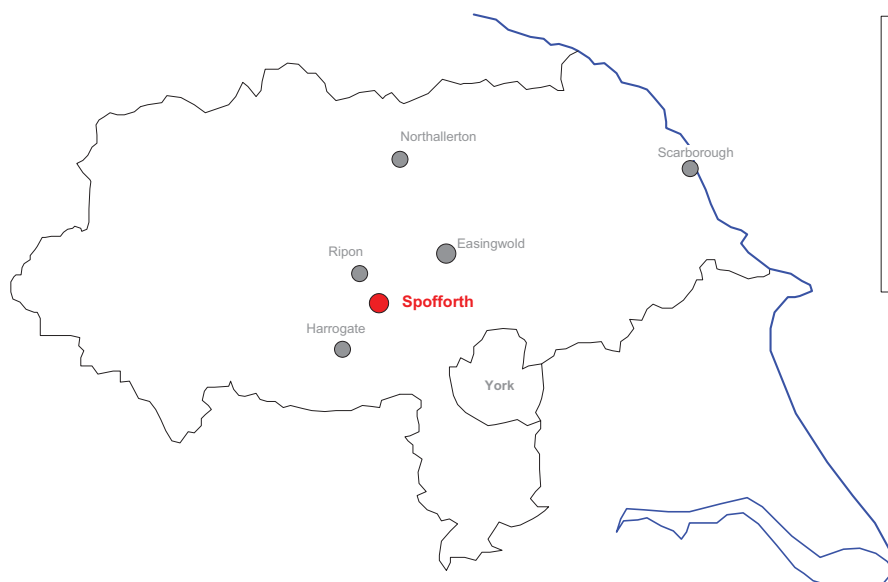 Northallerton
Scarborough
Easingwold
Ripon
Spofforth
Harrogate
York